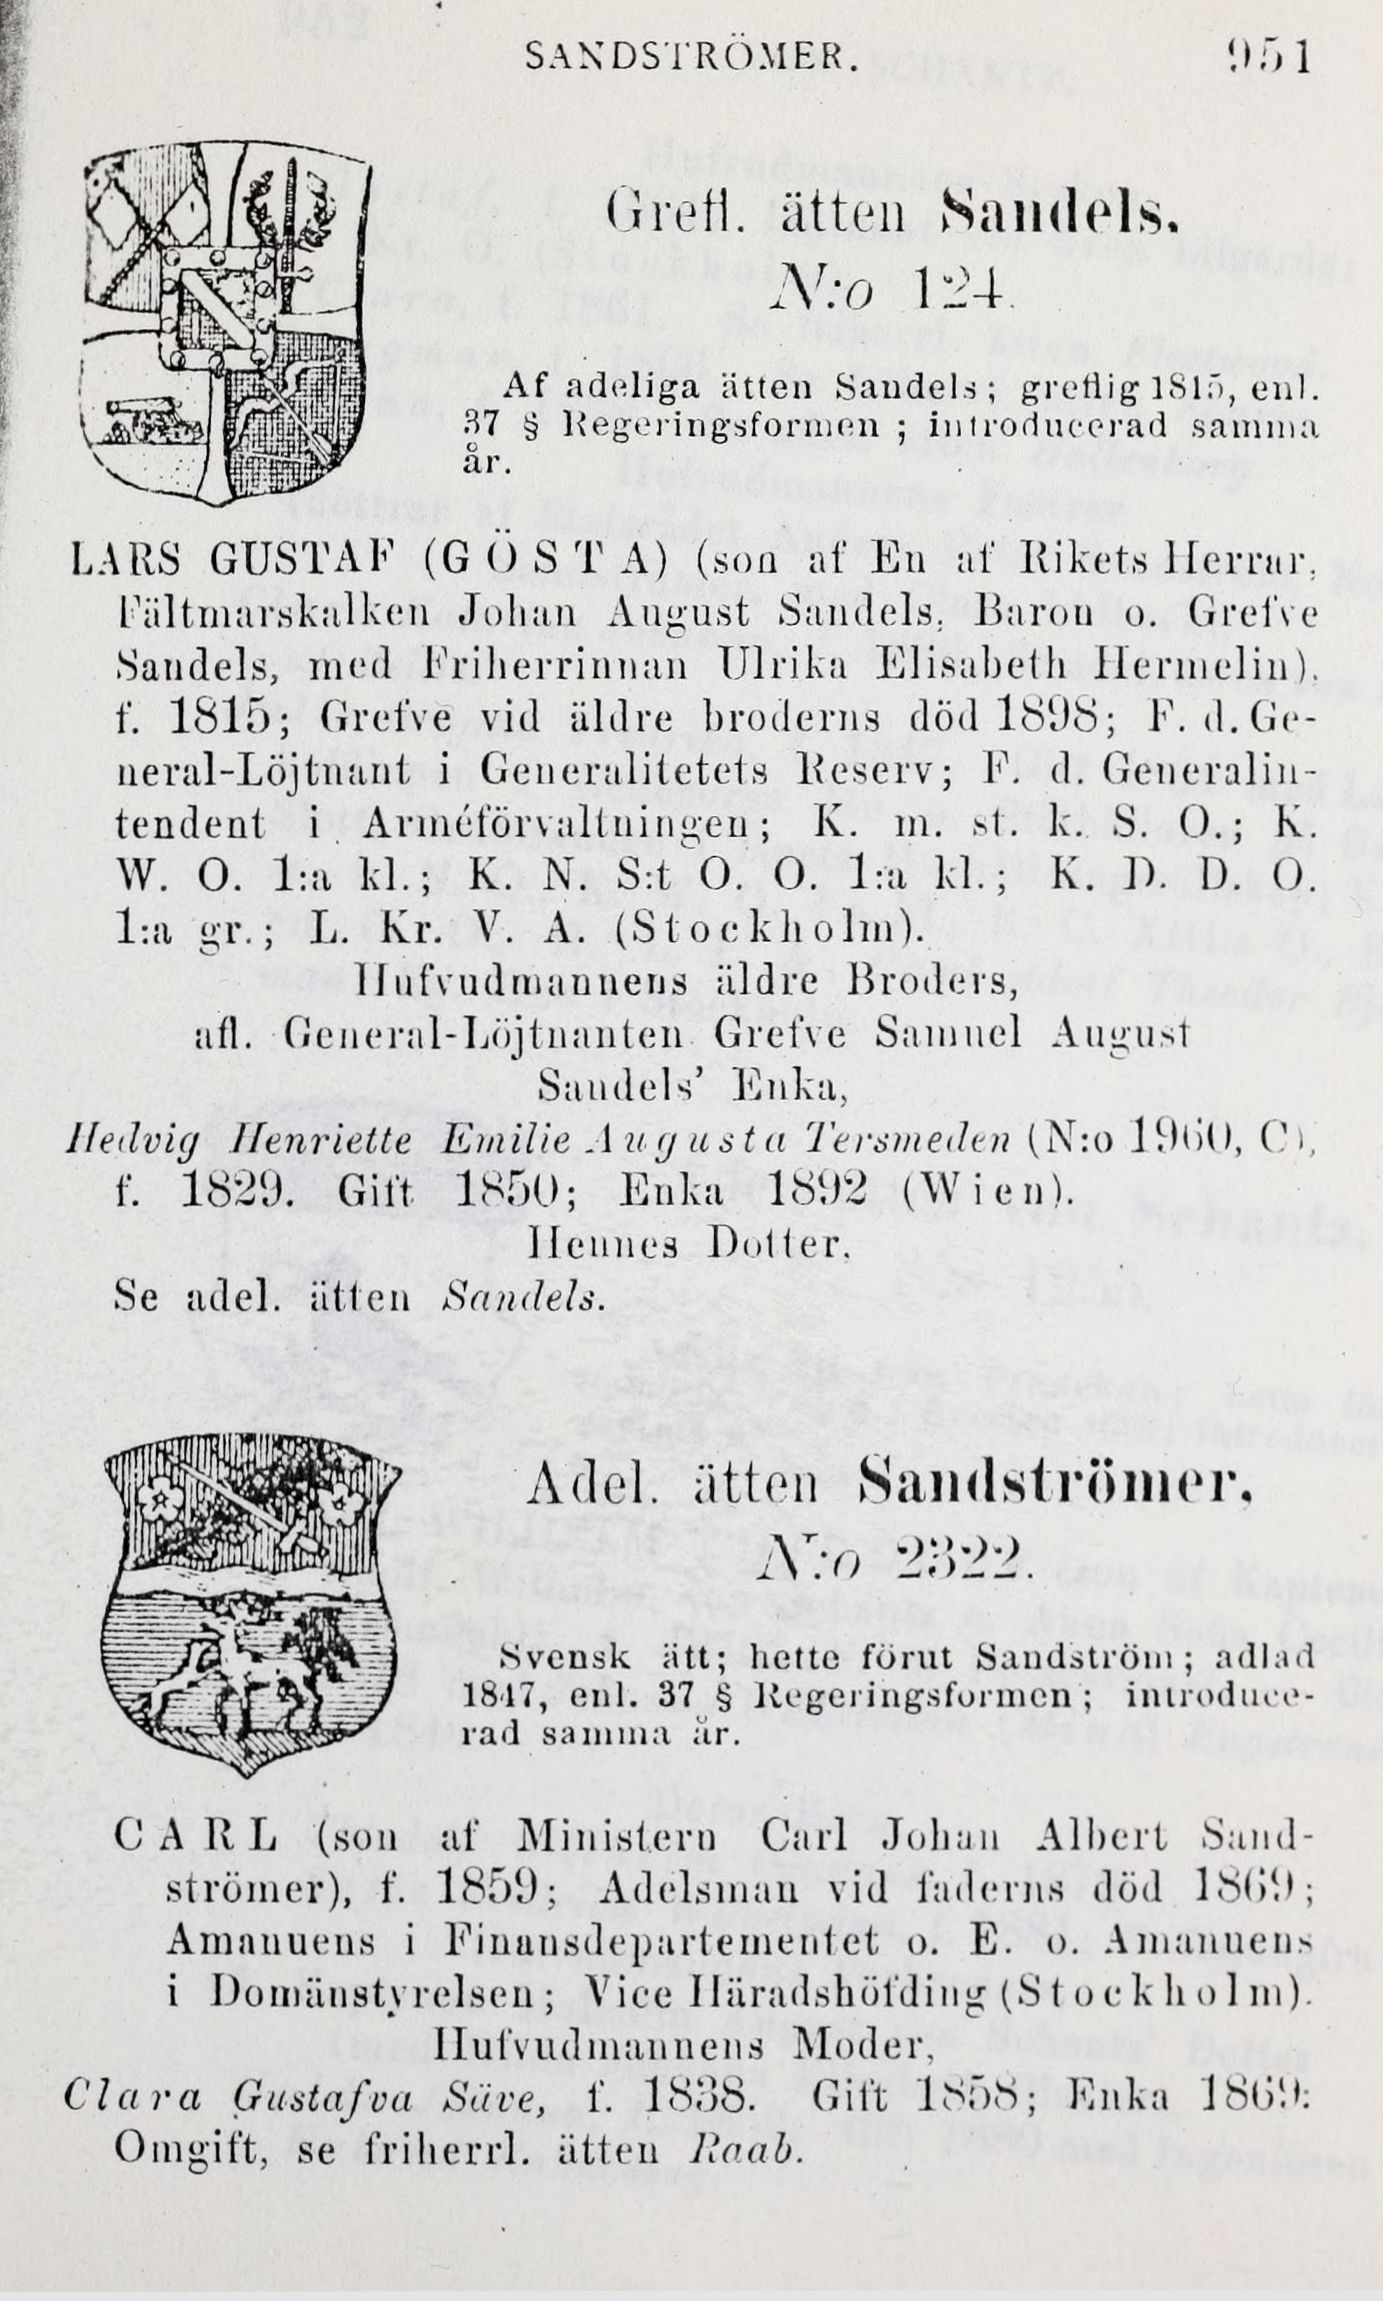 SANDSTRÖMER.
951
Grefl. ätten Sandels,
N:o 124.
Af adeliga ätten Sandels; greflig 1815, enl.
37 § Regeringsformen; introducerad samma
år.
LARS GUSTAF (GÖSTA) (son af En af Rikets Herrar,
Fältmarskalken Johan August Sandels, Baron o. Grefve
Sandels, med Friherrinnan Ulrika Elisabeth Hermelin),
f. 1815; Grefve vid äldre broderns död 1898; F. d. Ge-
neral-Löjtnant i Generalitetets Reserv; F. d. Generalin-
tendent i Arméförvaltningen; K. m. st. k. S. O.; K.
W. O. 1:a kl.; K. N. S:t O. O. 1:a kl.; K. D. D. O.
1:a gr.; L. Kr. V. A. (Stockholm).
Hufvudmannens äldre Broders,
afl. General-Löjtnanten Grefve Samuel August
Sandels' Enka,
Hedvig Henriette Emilie Augusta Tersmeden (N:o 1960, C),
f. 1829. Gift 1850; Enka 1892 (Wien).
Hennes Dotter,
Se adel. ätten Sandels.
Adel. ätten Sandströmer,
N:o 2322.
Svensk ätt; hette förut Sandström; adlad
1847, enl. 37 § Regeringsformen; introduce-
rad samma år.
CARL (son af Ministern Carl Johan Albert Sand-
strömer), f. 1859; Adelsman vid faderns död 1869;
Amanuens i Finansdepartementet o. E. o. Amanuens
i Domänstyrelsen; Vice Häradshöfding (Stockholm).
Hufvudmannens Moder,
Clara Gustafva Säve, f. 1838. Gift 1858; Enka 1869:
Omgift, se friherrl. ätten Raab.